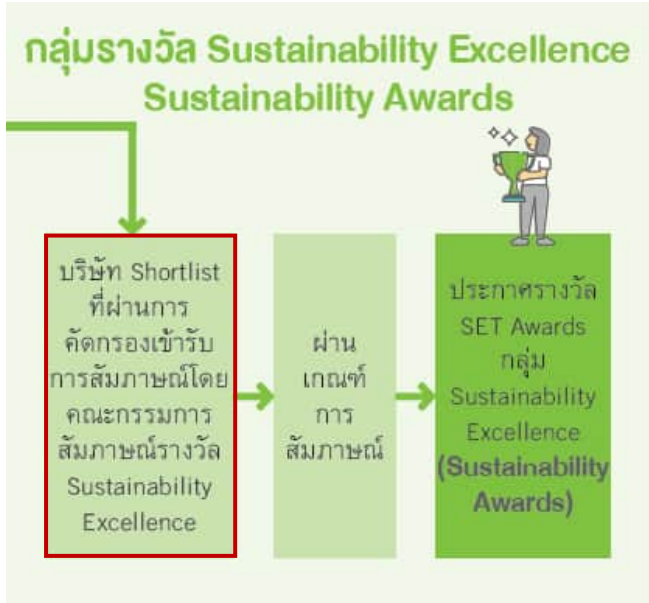 กลุ่มรางวัล Sustainability Excellence
Sustainability Awards
บริษัท Shortlist
ที่ผ่านการ
คัดกรองเข้ารับ
การสัมภาษณ์โดย
คณะกรรมการ
สัมภาษณ์รางวัล
Sustainability
Excellence
ผ่าน
เกณฑ์
การ
สัมภาษณ์
ประกาศรางวัล
SET Awards
กลุ่ม
Sustainability
Excellence
(Sustainability
Awards)